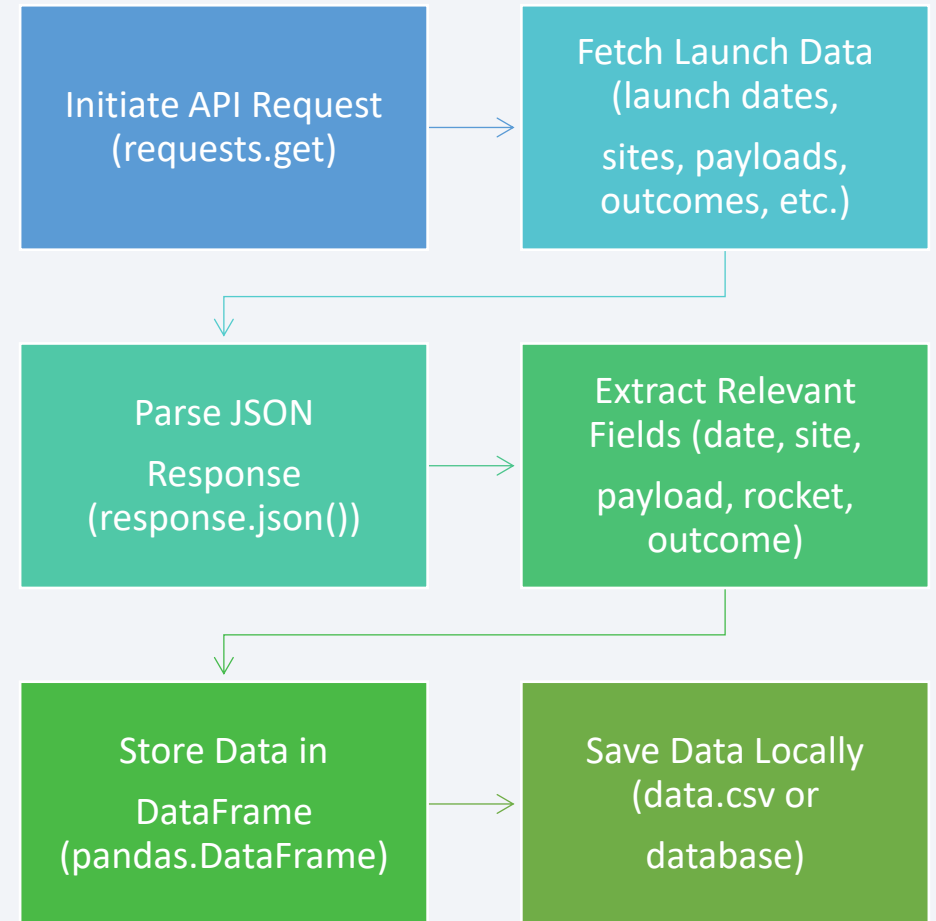 Initiate API Request
(requests.get)
Fetch Launch Data
(launch dates,
sites, payloads,
outcomes, etc.)
Parse JSON
Response
(response.json())
Extract Relevant
Fields (date, site,
payload, rocket,
outcome)
Store Data in
DataFrame
(pandas.DataFrame)
Save Data Locally
(data.csv or
database)